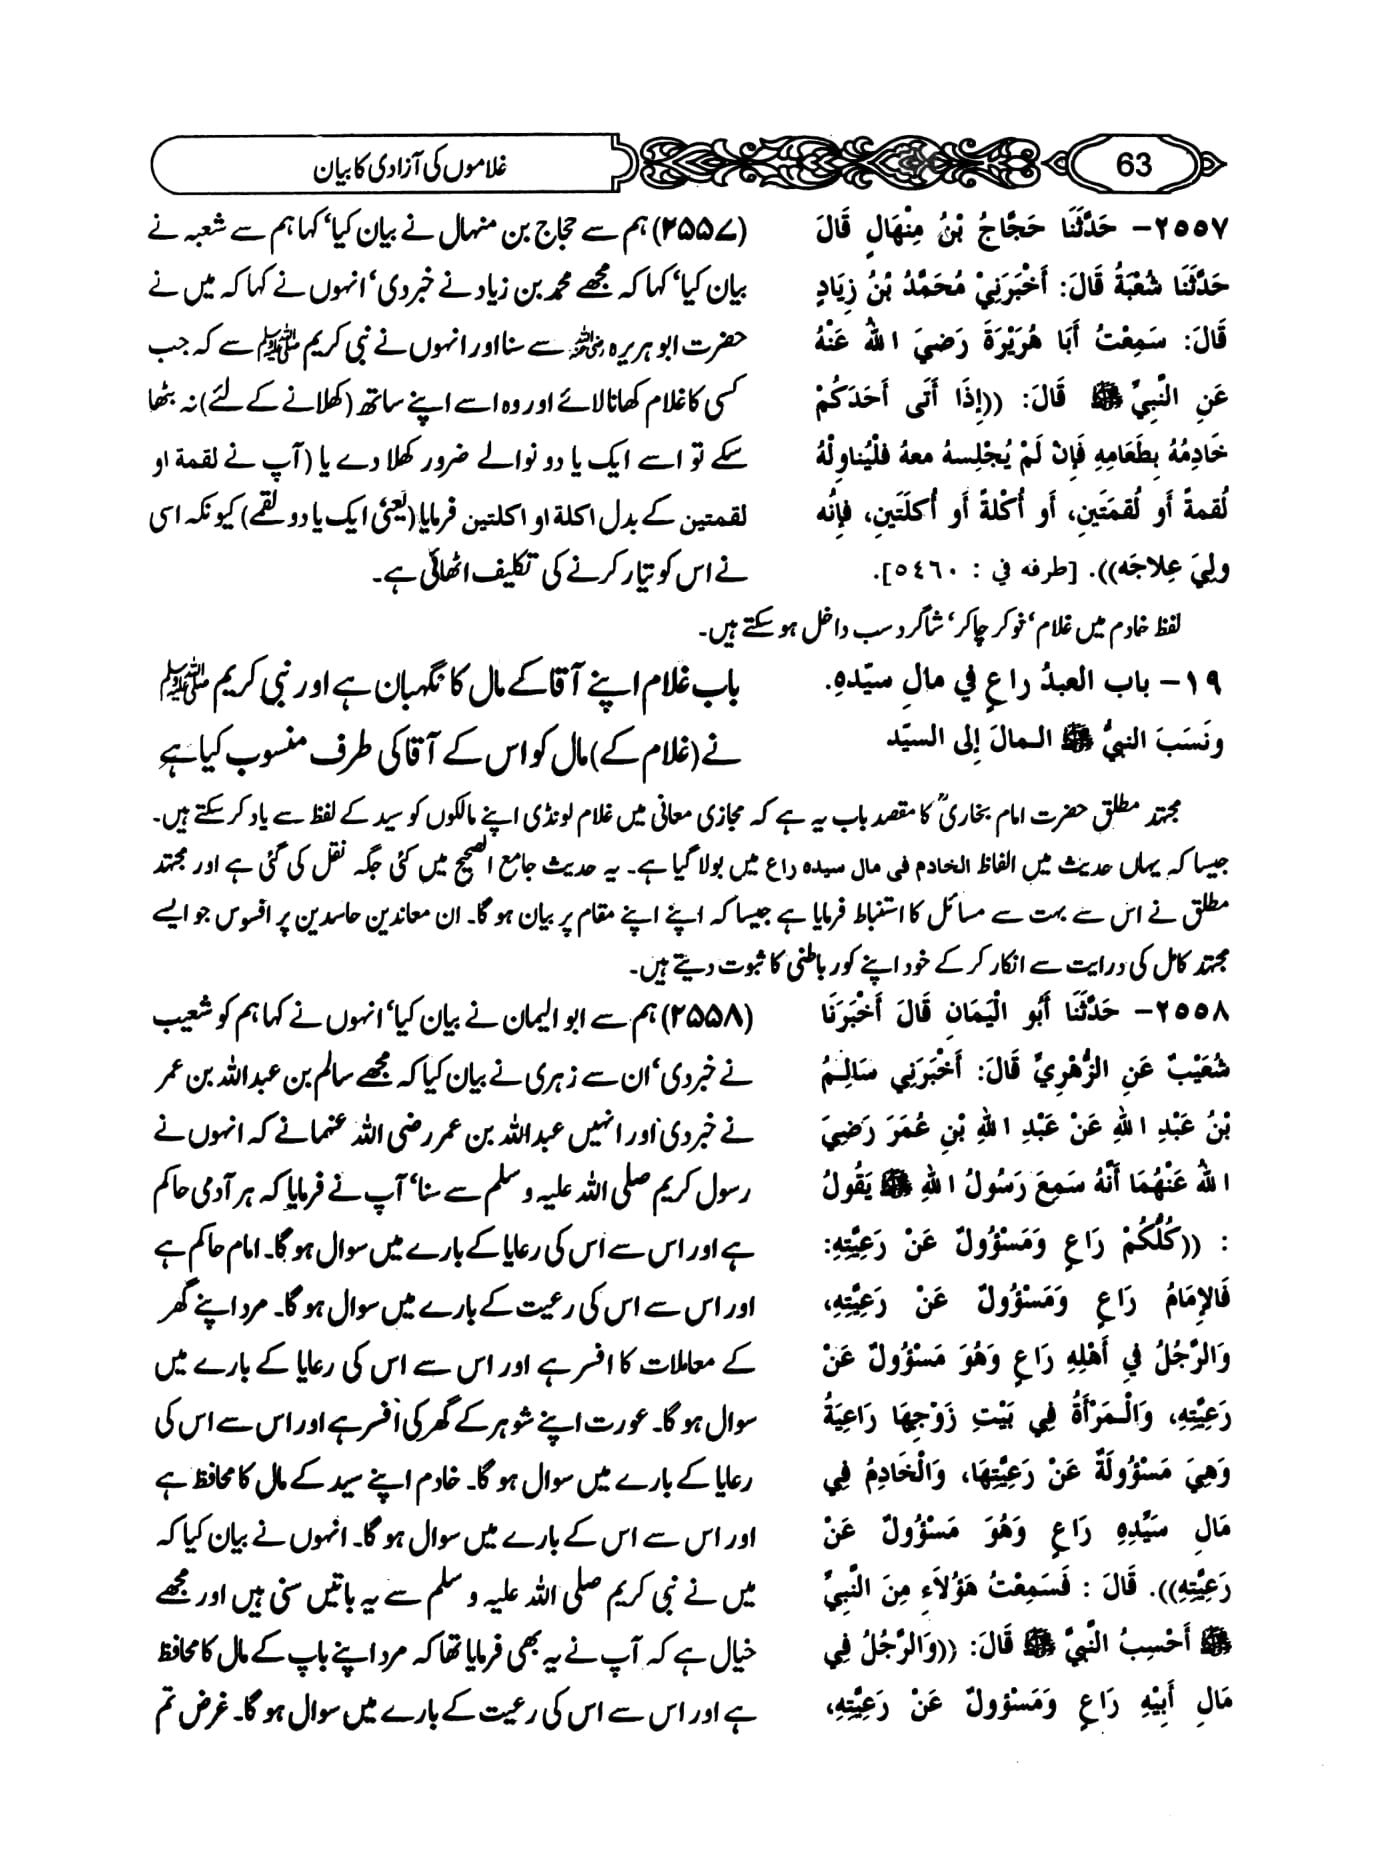 63
غلاموں کی آزادی کا بیان
٢٥٥٧- حَدَّثَنَا حَجَّاجُ بْنُ مِنْهَالٍ قَالَ
حَدَّثَنَا شُعْبَةُ قَالَ: أَخْبَرَنِيْ مُحَمَّدُ بْنُ زِيَادٍ
قَالَ: سَمِعْتُ أَبَا هُرَيْرَةَ رَضِيَ اللهُ عَنْهُ
عَنِ النَّبِيِّ ﷺ قَالَ: ((إِذَا أَتَى أَحَدَكُمْ
خَادِمُهُ بِطَعَامِهِ فَإِنْ لَمْ يُجْلِسهُ معهُ فَلْيُناوِلْهُ
لُقمةً أَو لُقمَتَينِ، أَو أُكْلةً أَو أُكلَتَينِ، فَإِنَّه
ولِيَ عِلاجَه)). [طرفه في : ٥٤٦٠].
(۲۵۵۷) ہم سے حجاج بن منہال نے بیان کیا‘ کہا ہم سے شعبہ نے
بیان کیا‘ کہا کہ مجھے محمد بن زیاد نے خبر دی‘ انہوں نے کہا کہ میں نے
حضرت ابو ہریرہ رضی اللہ عنہ سے سنا اور انہوں نے نبی کریم ﷺ سے کہ جب
کسی کا غلام کھانا لائے اور وہ اسے اپنے ساتھ (کھلانے کے لئے) نہ بٹھا
سکے تو اسے ایک یا دو نوالے ضرور کھلا دے یا (آپ نے لقمة او
لقمتین کے بدل اکلة او اکلتین فرمایا (یعنی ایک یا دو لقمے) کیونکہ اسی
نے اس کو تیار کرنے کی تکلیف اٹھائی ہے۔
لفظ خادم میں غلام‘ نوکر چاکر‘ شاگرد سب داخل ہو سکتے ہیں۔
١٩- باب العبدُ راعٍ في مالِ سيّدهِ.
ونَسَبَ النبيُّ ﷺ المالَ إلى السيّد
باب غلام اپنے آقا کے مال کا نگہبان ہے اور نبی کریم ﷺ
نے (غلام کے) مال کو اس کے آقا کی طرف منسوب کیا ہے
مجتہد مطلق حضرت امام بخاریؒ کا مقصد باب یہ ہے کہ مجازی معانی میں غلام لونڈی اپنے مالکوں کو سید کے لفظ سے یاد کر سکتے ہیں۔
جیسا کہ یہاں حدیث میں الفاظ الخادم فی مال سیده راع میں بولا گیا ہے۔ یہ حدیث جامع الصحیح میں کئی جگہ نقل کی گئی ہے اور مجتہد
مطلق نے اس سے بہت سے مسائل کا استنباط فرمایا ہے جیسا کہ اپنے اپنے مقام پر بیان ہو گا۔ ان معاندین حاسدین پر افسوس جو ایسے
مجتہد کامل کی درایت سے انکار کر کے خود اپنے کور باطنی کا ثبوت دیتے ہیں۔
٢٥٥٨- حَدَّثَنَا أَبُو الْيَمَانِ قَالَ أَخْبَرَنَا
شُعَيْبٌ عَنِ الزُّهْرِيِّ قَالَ: أَخْبَرَنِي سَالِمُ
بْنُ عَبْدِ اللهِ عَنْ عَبْدِ اللهِ بْنِ عُمَرَ رَضِيَ
اللهُ عَنْهُمَا أَنَّهُ سَمِعَ رَسُولُ اللهِ ﷺ يَقُولُ
: ((كُلُّكُمْ رَاعٍ وَمَسْؤُولٌ عَنْ رَعِيَّتِهِ:
فَالإِمَامُ رَاعٍ وَمَسْؤُولٌ عَنْ رَعِيَّتِهِ،
وَالرَّجُلُ فِي أَهْلِهِ رَاعٍ وَهُوَ مَسْؤُولٌ عَنْ
رَعِيَّتِهِ، وَالْمَرْأَةُ فِي بَيْتِ زَوْجِهَا رَاعِيَةٌ
وَهِيَ مَسْؤُولَةٌ عَنْ رَعِيَّتِهَا، وَالْخَادِمُ فِي
مَالِ سَيِّدِهِ رَاعٍ وَهُوَ مَسْؤُولٌ عَنْ
رَعِيَّتِهِ)). قَالَ : فَسَمِعْتُ هَؤُلاَءِ مِنَ النَّبِيِّ
ﷺ أَحْسِبُ النَّبِيَّ ﷺ قَالَ: ((وَالرَّجُلُ فِي
مَالِ أَبِيْهِ رَاعٍ وَمَسْؤُولٌ عَنْ رَعِيَّتِهِ،
(۲۵۵۸) ہم سے ابو الیمان نے بیان کیا‘ انہوں نے کہا ہم کو شعیب
نے خبر دی‘ ان سے زہری نے بیان کیا کہ مجھے سالم بن عبداللہ بن عمر
نے خبر دی اور انہیں عبداللہ بن عمر رضی اللہ عنہما نے کہ انہوں نے
رسول کریم صلی اللہ علیہ و سلم سے سنا‘ آپ نے فرمایا کہ ہر آدمی حاکم
ہے اور اس سے اس کی رعایا کے بارے میں سوال ہو گا۔ امام حاکم ہے
اور اس سے اس کی رعیت کے بارے میں سوال ہو گا۔ مرد اپنے گھر
کے معاملات کا افسر ہے اور اس سے اس کی رعایا کے بارے میں
سوال ہو گا۔ عورت اپنے شوہر کے گھر کی افسر ہے اور اس سے اس کی
رعایا کے بارے میں سوال ہو گا۔ خادم اپنے سید کے مال کا محافظ ہے
اور اس سے اس کے بارے میں سوال ہو گا۔ انہوں نے بیان کیا کہ
میں نے نبی کریم صلی اللہ علیہ و سلم سے یہ باتیں سنی ہیں اور مجھے
خیال ہے کہ آپ نے یہ بھی فرمایا تھا کہ مرد اپنے باپ کے مال کا محافظ
ہے اور اس سے اس کی رعیت کے بارے میں سوال ہو گا۔ غرض تم